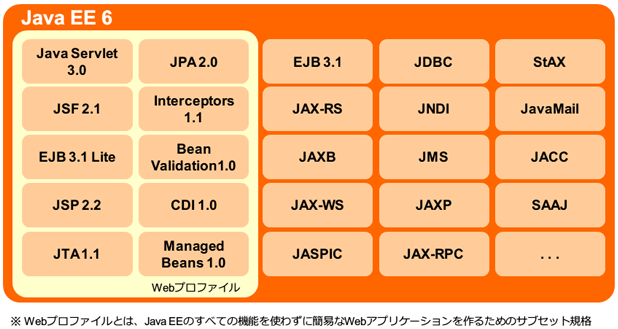 Java EE 6
Java Servlet
3.0
JPA 2.0
EJB 3.1
JDBC
StAX
JSF 2.1
Interceptors
1.1
JAX-RS
JNDI
JavaMail
EJB 3.1 Lite
Bean
Validation1.0
JAXB
JMS
JACC
JSP 2.2
CDI 1.0
JAX-WS
JAXP
SAAJ
JTA 1.1
Managed
Beans 1.0
JASPIC
JAX-RPC
. . .
Webプロファイル
※ Webプロファイルとは、Java EEのすべての機能を使わずに簡易なWebアプリケーションを作るためのサブセット規格